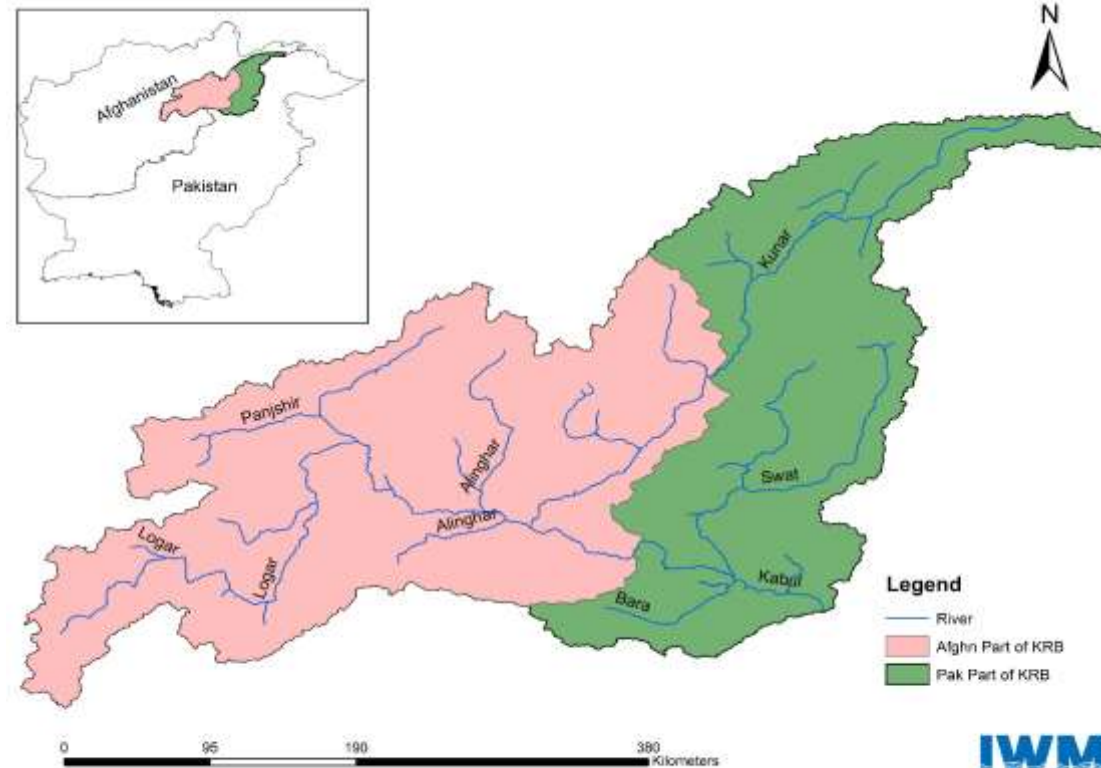 N
Afghanistan
Pakistan
Kunar
Panjshir
Alinghar
Swat
Alinghar
Logar
Logar
Kabul
Bara
Legend
River
Afghn Part of KRB
Pak Part of KRB
0 95 190 380
Kilometers
IWM